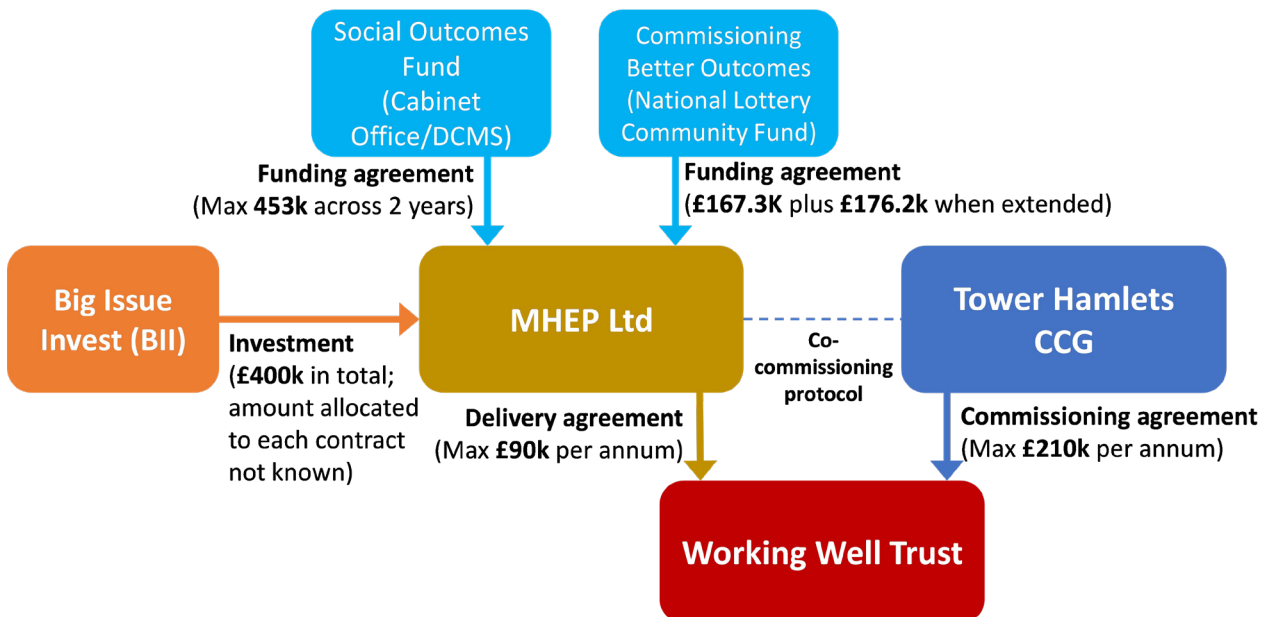 Social Outcomes
Fund
(Cabinet
Office/DCMS)
Commissioning
Better Outcomes
(National Lottery
Community Fund)
Funding agreement
(Max 453k across 2 years)
Funding agreement
(£167.3K plus £176.2k when extended)
Big Issue
Invest (BII)
Investment
(£400k in total;
amount allocated
to each contract
not known)
MHEP Ltd
Co-
commissioning
protocol
Tower Hamlets
CCG
Delivery agreement
(Max £90k per annum)
Commissioning agreement
(Max £210k per annum)
Working Well Trust